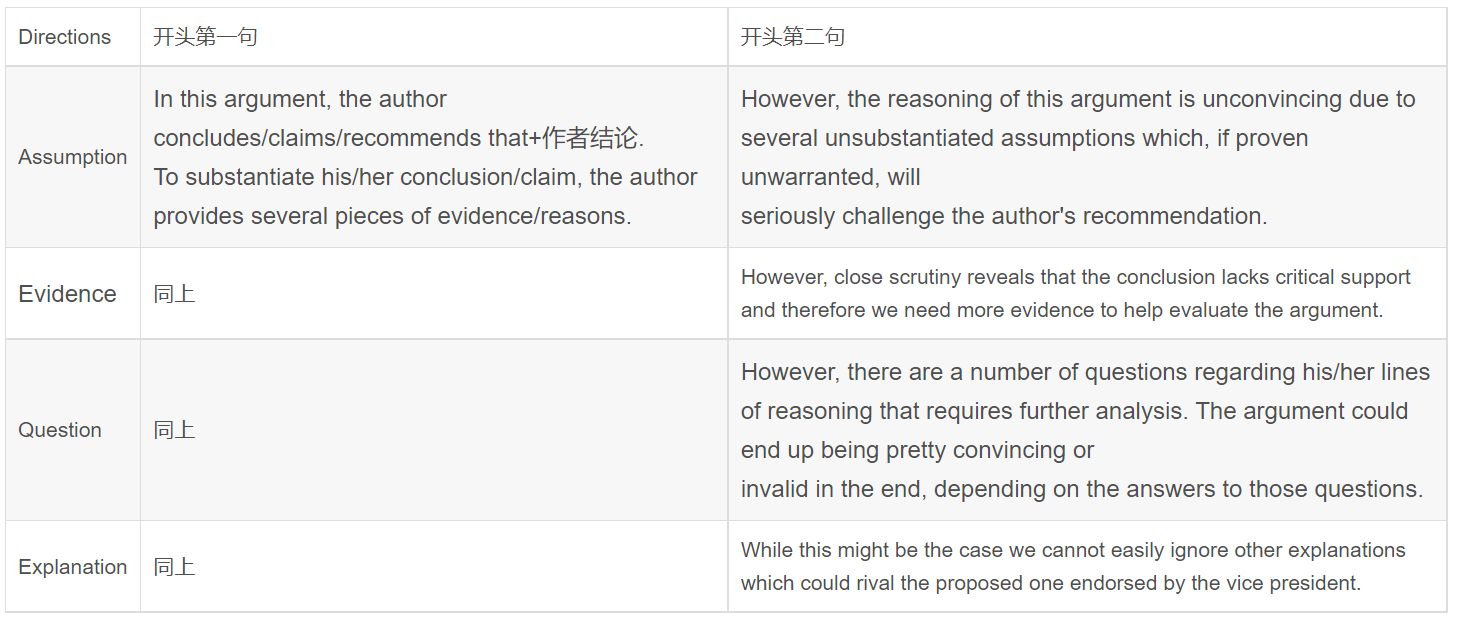 Directions
开头第一句
开头第二句
Assumption
In this argument, the author
concludes/claims/recommends that+作者结论.
To substantiate his/her conclusion/claim, the author
provides several pieces of evidence/reasons.
However, the reasoning of this argument is unconvincing due to
several unsubstantiated assumptions which, if proven
unwarranted, will
seriously challenge the author's recommendation.
Evidence
同上
However, close scrutiny reveals that the conclusion lacks critical support
and therefore we need more evidence to help evaluate the argument.
Question
同上
However, there are a number of questions regarding his/her lines
of reasoning that requires further analysis. The argument could
end up being pretty convincing or
invalid in the end, depending on the answers to those questions.
Explanation
同上
While this might be the case we cannot easily ignore other explanations
which could rival the proposed one endorsed by the vice president.